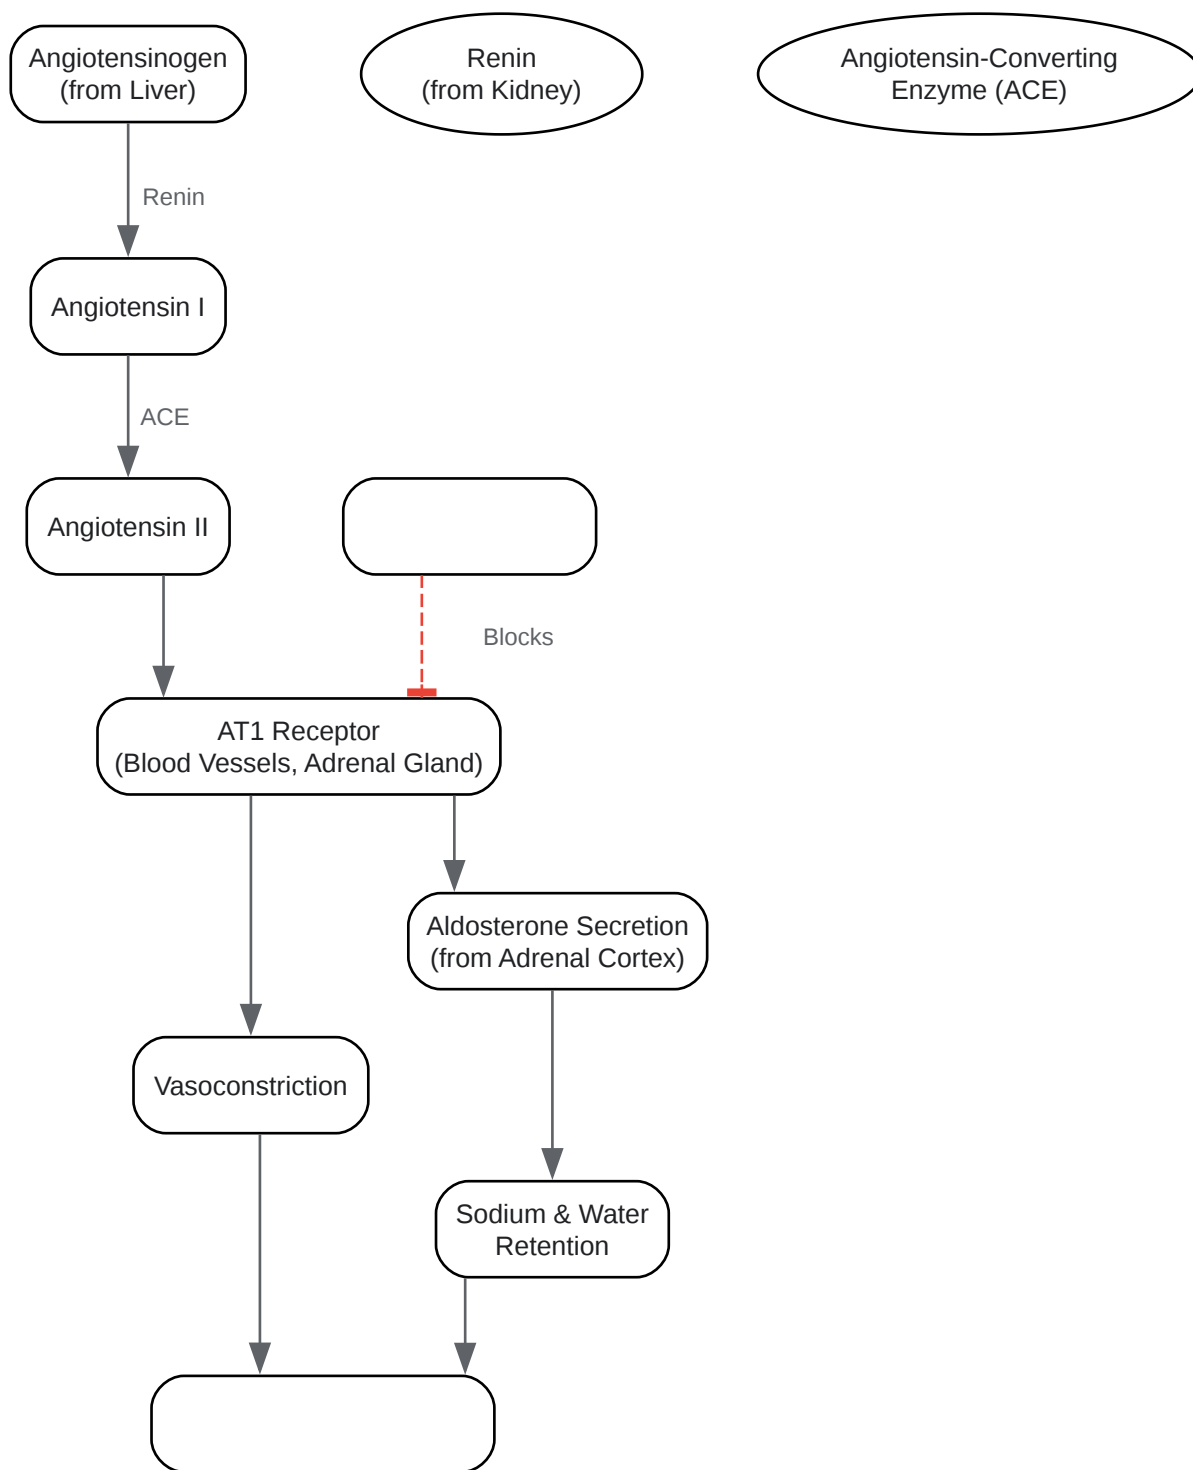 Angiotensinogen
(from Liver)
Renin
(from Kidney)
Angiotensin-Converting
Enzyme (ACE)
Renin
Angiotensin I
ACE
Angiotensin II
Blocks
AT1 Receptor
(Blood Vessels, Adrenal Gland)
Aldosterone Secretion
(from Adrenal Cortex)
Vasoconstriction
Sodium & Water
Retention